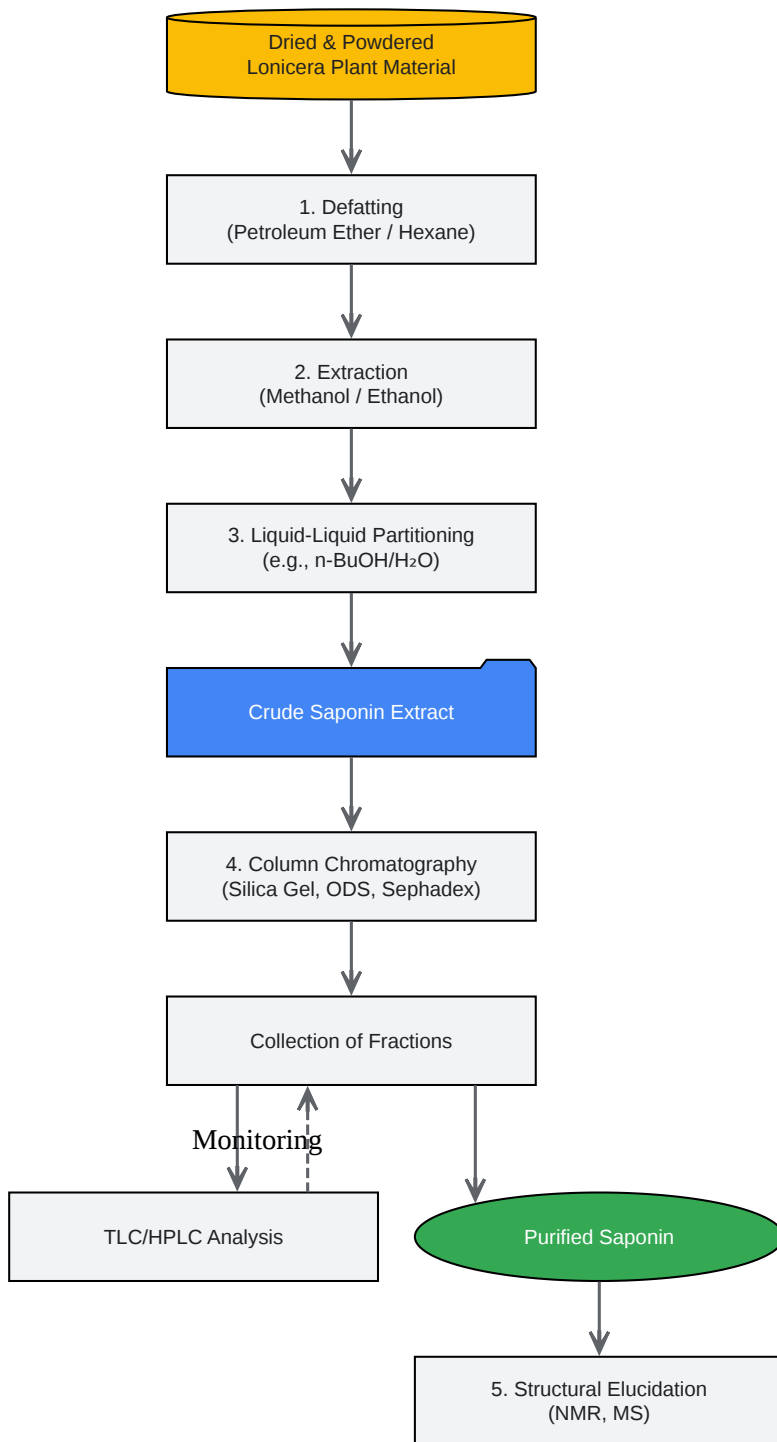 Dried & Powdered
Lonicera Plant Material
1. Defatting
(Petroleum Ether / Hexane)
2. Extraction
(Methanol / Ethanol)
3. Liquid-Liquid Partitioning
(e.g., n-BuOH/H₂O)
Crude Saponin Extract
4. Column Chromatography
(Silica Gel, ODS, Sephadex)
Collection of Fractions
Monitoring
TLC/HPLC Analysis
Purified Saponin
5. Structural Elucidation
(NMR, MS)